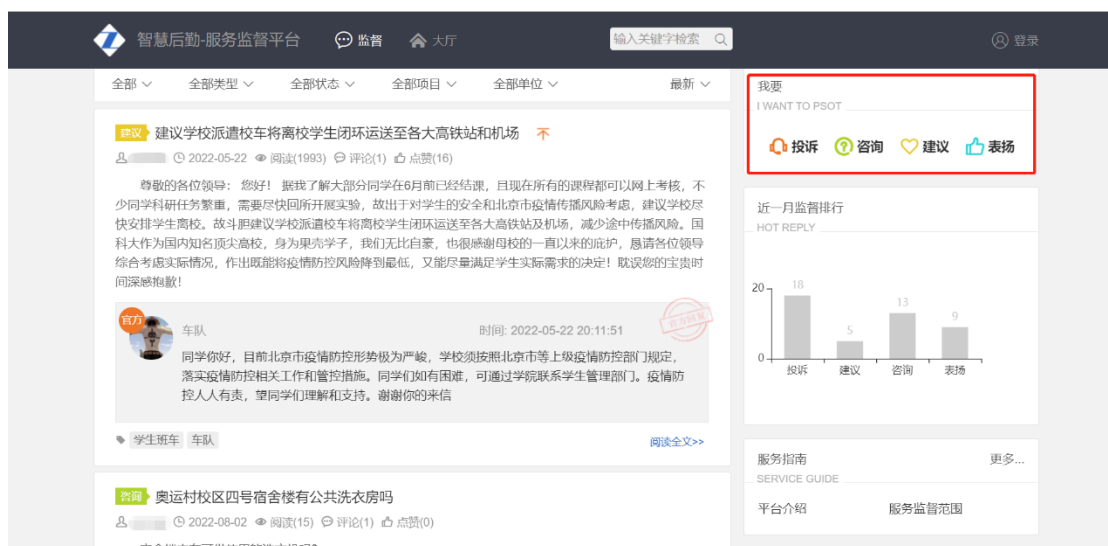 智慧后勤-服务监督平台 监督 大厅 输入关键字检索 登录
全部 全部类型 全部状态 全部项目 全部单位 最新
建议 建议学校派遣校车将离校学生闭环运送至各大高铁站和机场
2022-05-22 阅读(1993) 评论(1) 点赞(16)
尊敬的各位领导： 您好！ 据我了解大部分同学在6月前已经结课，且现在所有的课程都可以网上考核，不
少同学科研任务繁重，需要尽快回所开展实验，故出于对学生的安全和北京市疫情传播风险考虑，建议学校尽
快安排学生离校。故斗胆建议学校派遣校车将离校学生闭环运送至各大高铁站及机场，减少途中传播风险。国
科大作为国内知名顶尖高校，身为果壳学子，我们无比自豪，也很感谢母校的一直以来的庇护，恳请各位领导
综合考虑实际情况，作出既能将疫情防控风险降到最低，又能尽量满足学生实际需求的决定！耽误您的宝贵时
间深感抱歉！
官方
车队 时间: 2022-05-22 20:11:51
官方回复
同学你好，目前北京市疫情防控形势极为严峻，学校须按照北京市等上级疫情防控部门规定，
落实疫情防控相关工作和管控措施。同学们如有困难，可通过学院联系学生管理部门。疫情防
控人人有责，望同学们理解和支持。谢谢你的来信
学生班车 车队 阅读全文>>
咨询 奥运村校区四号宿舍楼有公共洗衣房吗
2022-08-02 阅读(15) 评论(1) 点赞(0)
我要
I WANT TO PSOT
投诉 咨询 建议 表扬
近一月监督排行
HOT REPLY
20
18
13
9
5
0
投诉 建议 咨询 表扬
服务指南 更多...
SERVICE GUIDE
平台介绍 服务监督范围